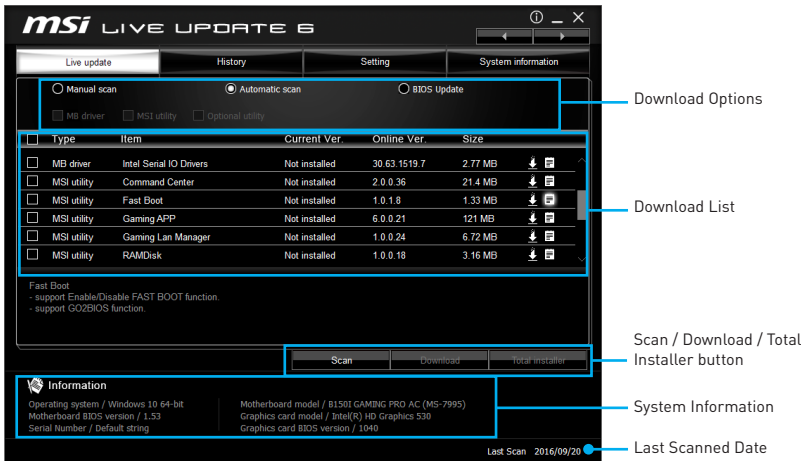 msi LIVE UPDATE 6
Live update History Setting System information
Manual scan Automatic scan BIOS Update
MB driver MSI utility Optional utility
Download Options
Type Item Current Ver. Online Ver. Size
MB driver Intel Serial IO Drivers Not installed 30.63.1519.7 2.77 MB
MSI utility Command Center Not installed 2.0.0.36 21.4 MB
MSI utility Fast Boot Not installed 1.0.1.8 1.33 MB
MSI utility Gaming APP Not installed 6.0.0.21 121 MB
MSI utility Gaming Lan Manager Not installed 1.0.0.24 6.72 MB
MSI utility RAMDisk Not installed 1.0.0.18 3.16 MB
Download List
Fast Boot
- support Enable/Disable FAST BOOT function.
- support GO2BIOS function.
Scan Download Total installer
Scan / Download / Total
Installer button
Information
Operating system / Windows 10 64-bit Motherboard model / B150I GAMING PRO AC (MS-7995)
Motherboard BIOS version / 1.53 Graphics card model / Intel(R) HD Graphics 530
Serial Number / Default string Graphics card BIOS version / 1040
System Information
Last Scan 2016/09/20
Last Scanned Date